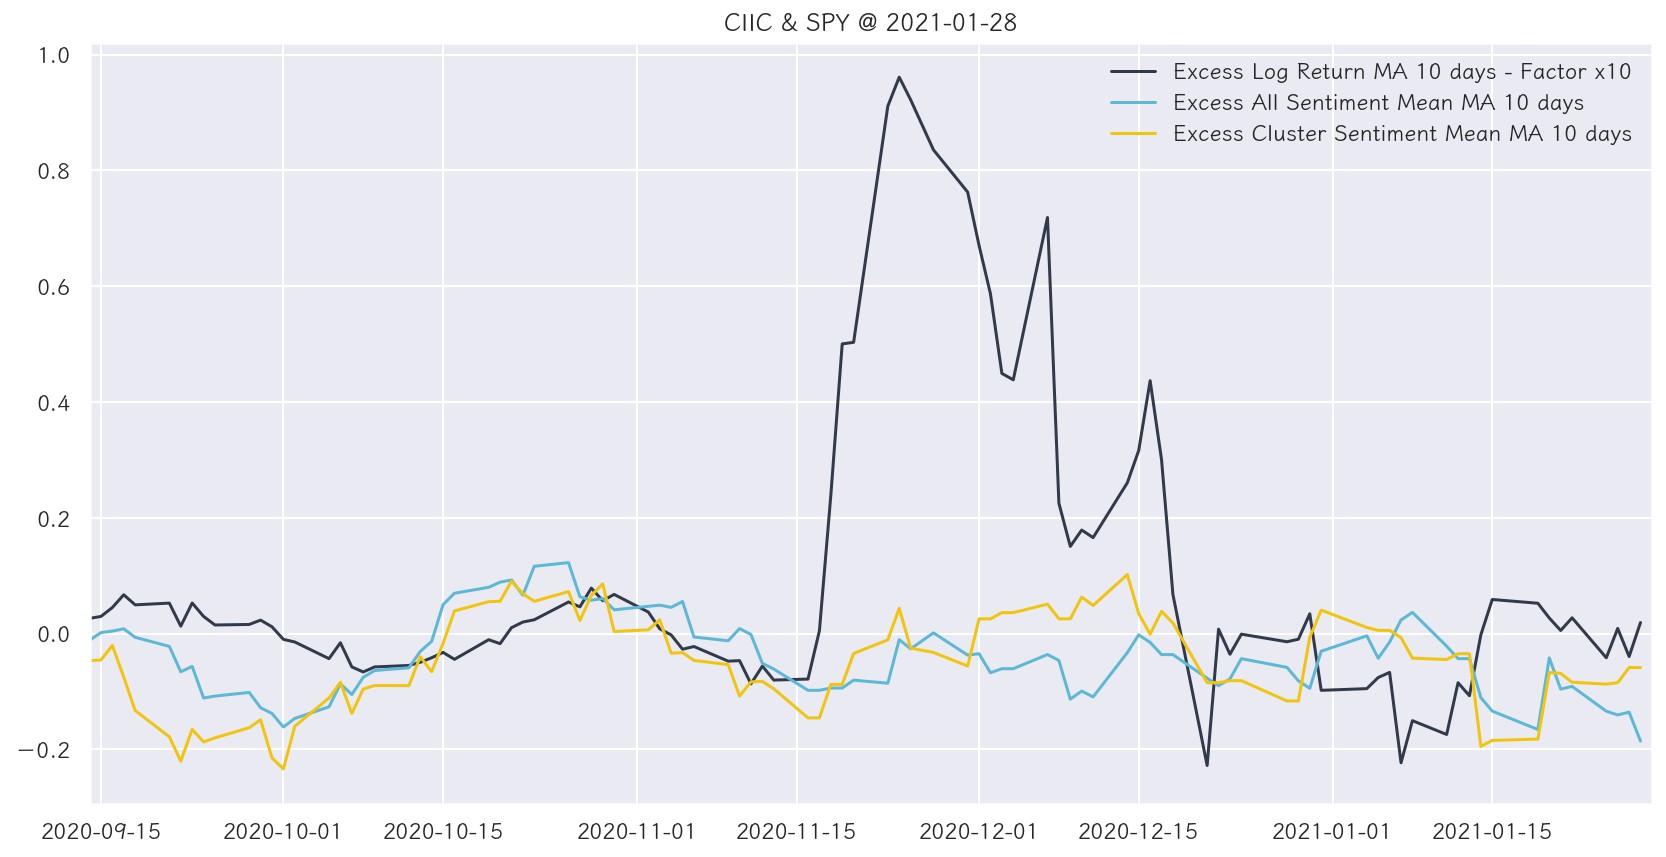 CIIC & SPY @ 2021-01-28
1.0
0.8
0.6
0.4
0.2
0.0
−0.2
Excess Log Return MA 10 days - Factor x10
Excess All Sentiment Mean MA 10 days
Excess Cluster Sentiment Mean MA 10 days
2020-09-15 2020-10-01 2020-10-15 2020-11-01 2020-11-15 2020-12-01 2020-12-15 2021-01-01 2021-01-15